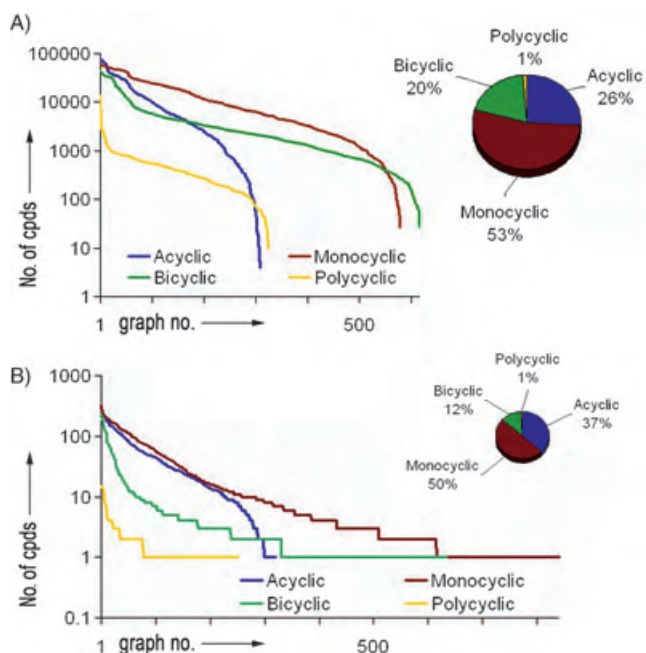 A)
100000
10000
1000
100
10
1
No. of cpds
1
graph no.
500
Acyclic
Monocyclic
Bicyclic
Polycyclic
Polycyclic
1%
Bicyclic
20%
Acyclic
26%
Monocyclic
53%
B)
1000
100
10
1
0.1
No. of cpds
1
graph no.
500
Acyclic
Monocyclic
Bicyclic
Polycyclic
Polycyclic
1%
Bicyclic
12%
Acyclic
37%
Monocyclic
50%